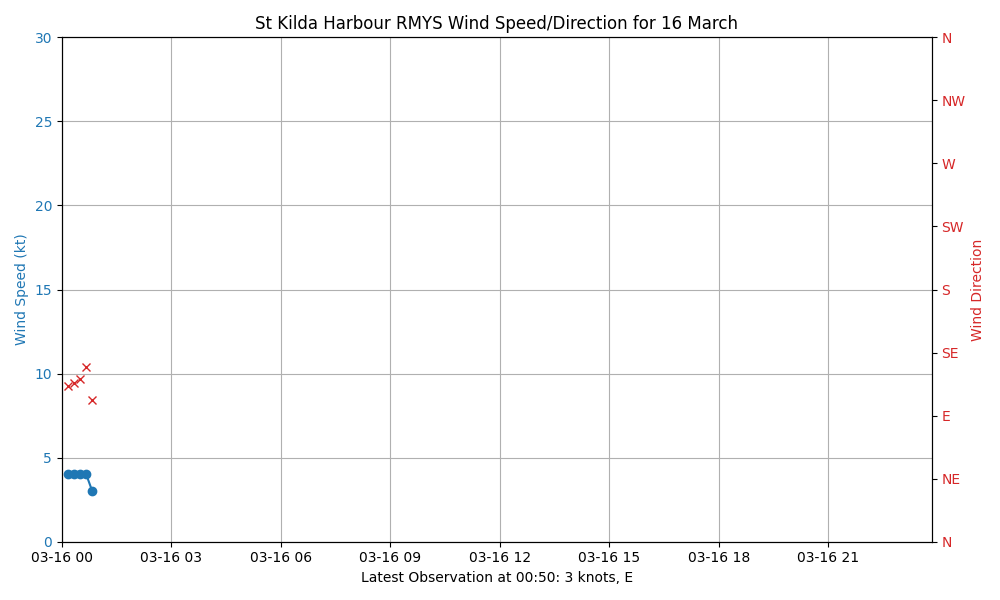 St Kilda Harbour RMYS Wind Speed/Direction for 16 March
30
25
20
15
10
5
0
Wind Speed (kt)
N
NW
W
SW
S
SE
E
NE
N
Wind Direction
03-16 00 03-16 03 03-16 06 03-16 09 03-16 12 03-16 15 03-16 18 03-16 21
Latest Observation at 00:50: 3 knots, E